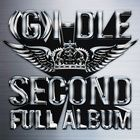 (G)I-DLE
SECOND
FULL ALBUM